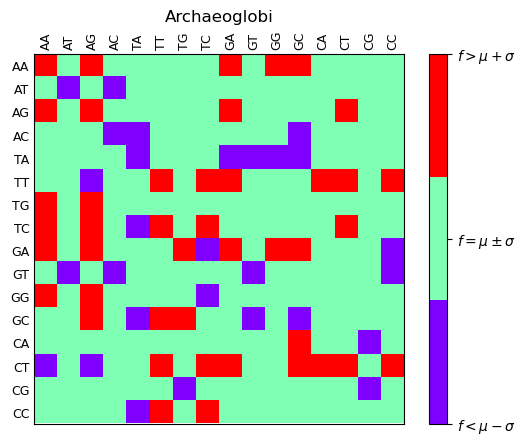 Archaeoglobi
AA AT AG AC TA TT TG TC GA GT GG GC CA CT CG CC
AA
AT
AG
AC
TA
TT
TG
TC
GA
GT
GG
GC
CA
CT
CG
CC
f > μ + σ
f = μ ± σ
f < μ − σ